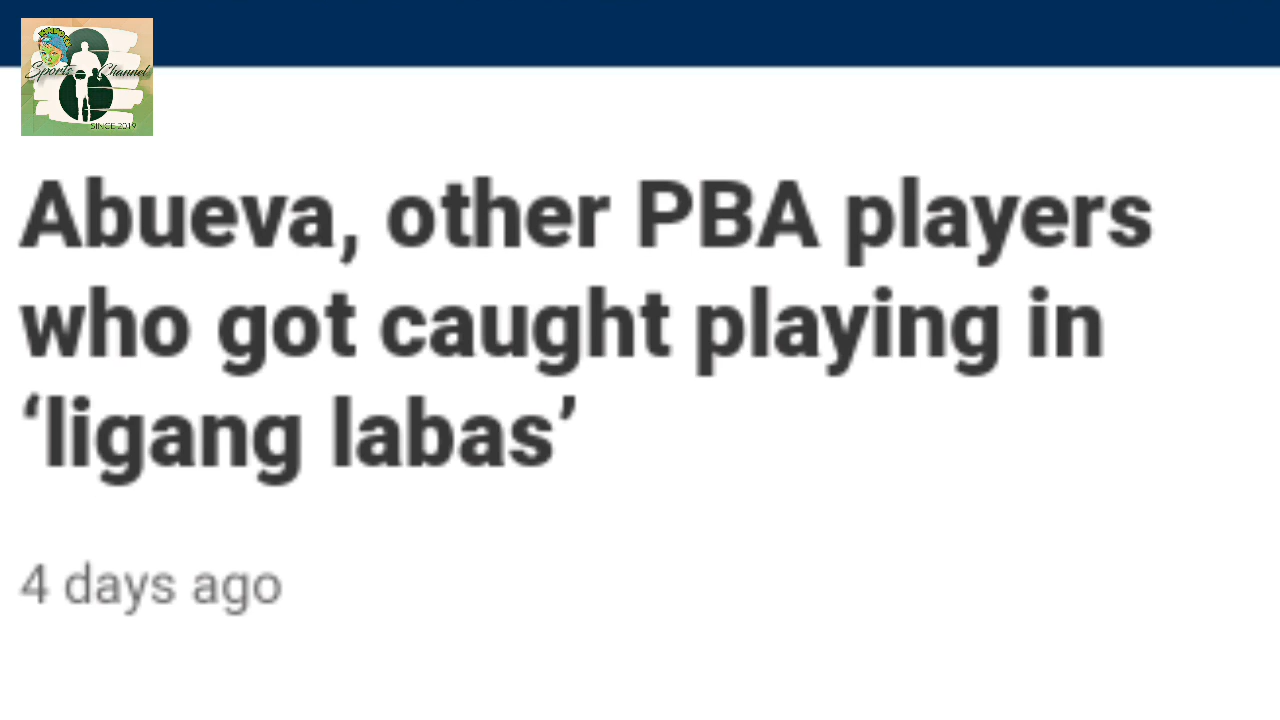 Sports Channel
SINCE 2019
Abueva, other PBA players
who got caught playing in
‘ligang labas’
4 days ago